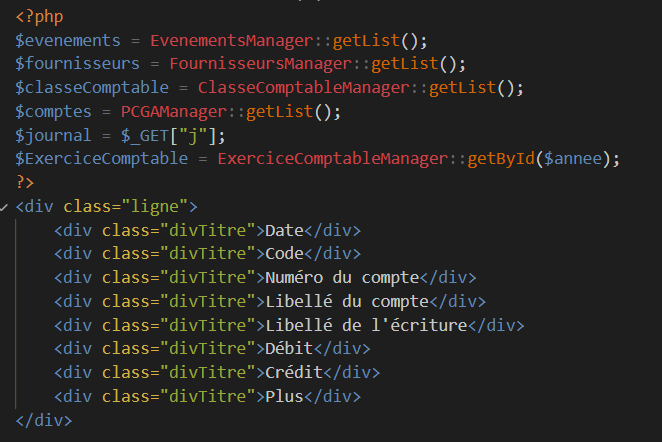 <?php
$evenements = EvenementsManager::getList();
$fournisseurs = FournisseursManager::getList();
$classeComptable = ClasseComptableManager::getList();
$comptes = PCGAManager::getList();
$journal = $_GET["j"];
$ExerciceComptable = ExerciceComptableManager::getById($annee);
?>
<div class="ligne">
    <div class="divTitre">Date</div>
    <div class="divTitre">Code</div>
    <div class="divTitre">Numéro du compte</div>
    <div class="divTitre">Libellé du compte</div>
    <div class="divTitre">Libellé de l'écriture</div>
    <div class="divTitre">Débit</div>
    <div class="divTitre">Crédit</div>
    <div class="divTitre">Plus</div>
</div>